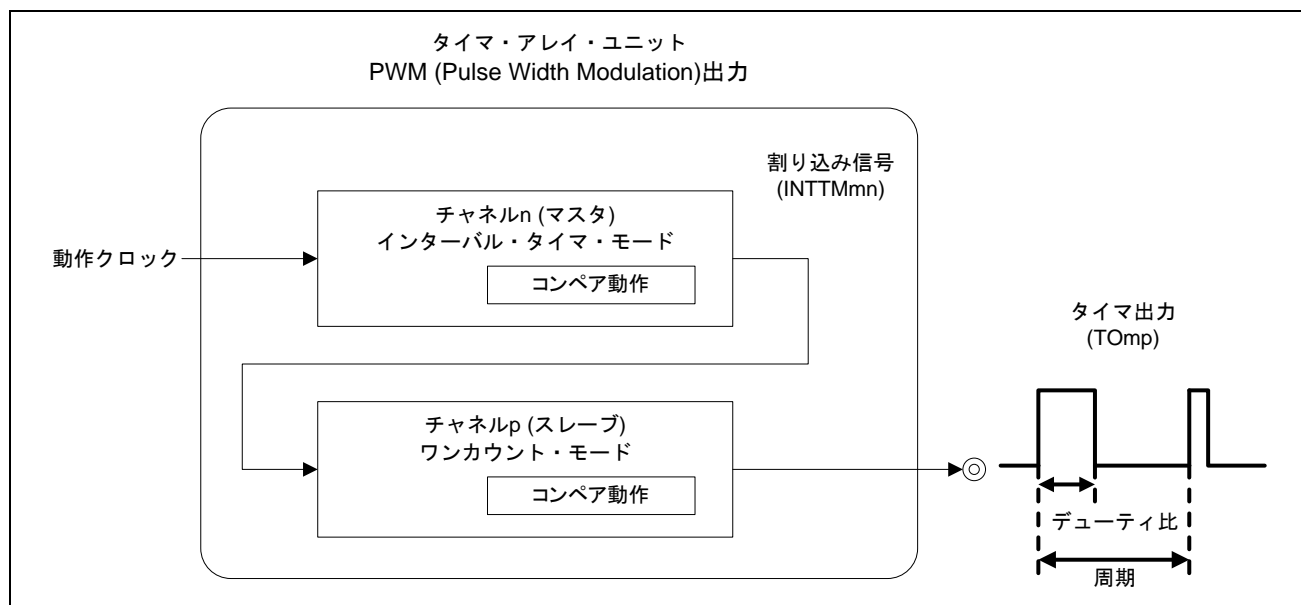 タイマ・アレイ・ユニット
PWM (Pulse Width Modulation)出力
割り込み信号
(INTTMmn)
チャネルn (マスタ)
インターバル・タイマ・モード
コンペア動作
動作クロック
タイマ出力
(TOmp)
チャネルp (スレーブ)
ワンカウント・モード
コンペア動作
デューティ比
周期